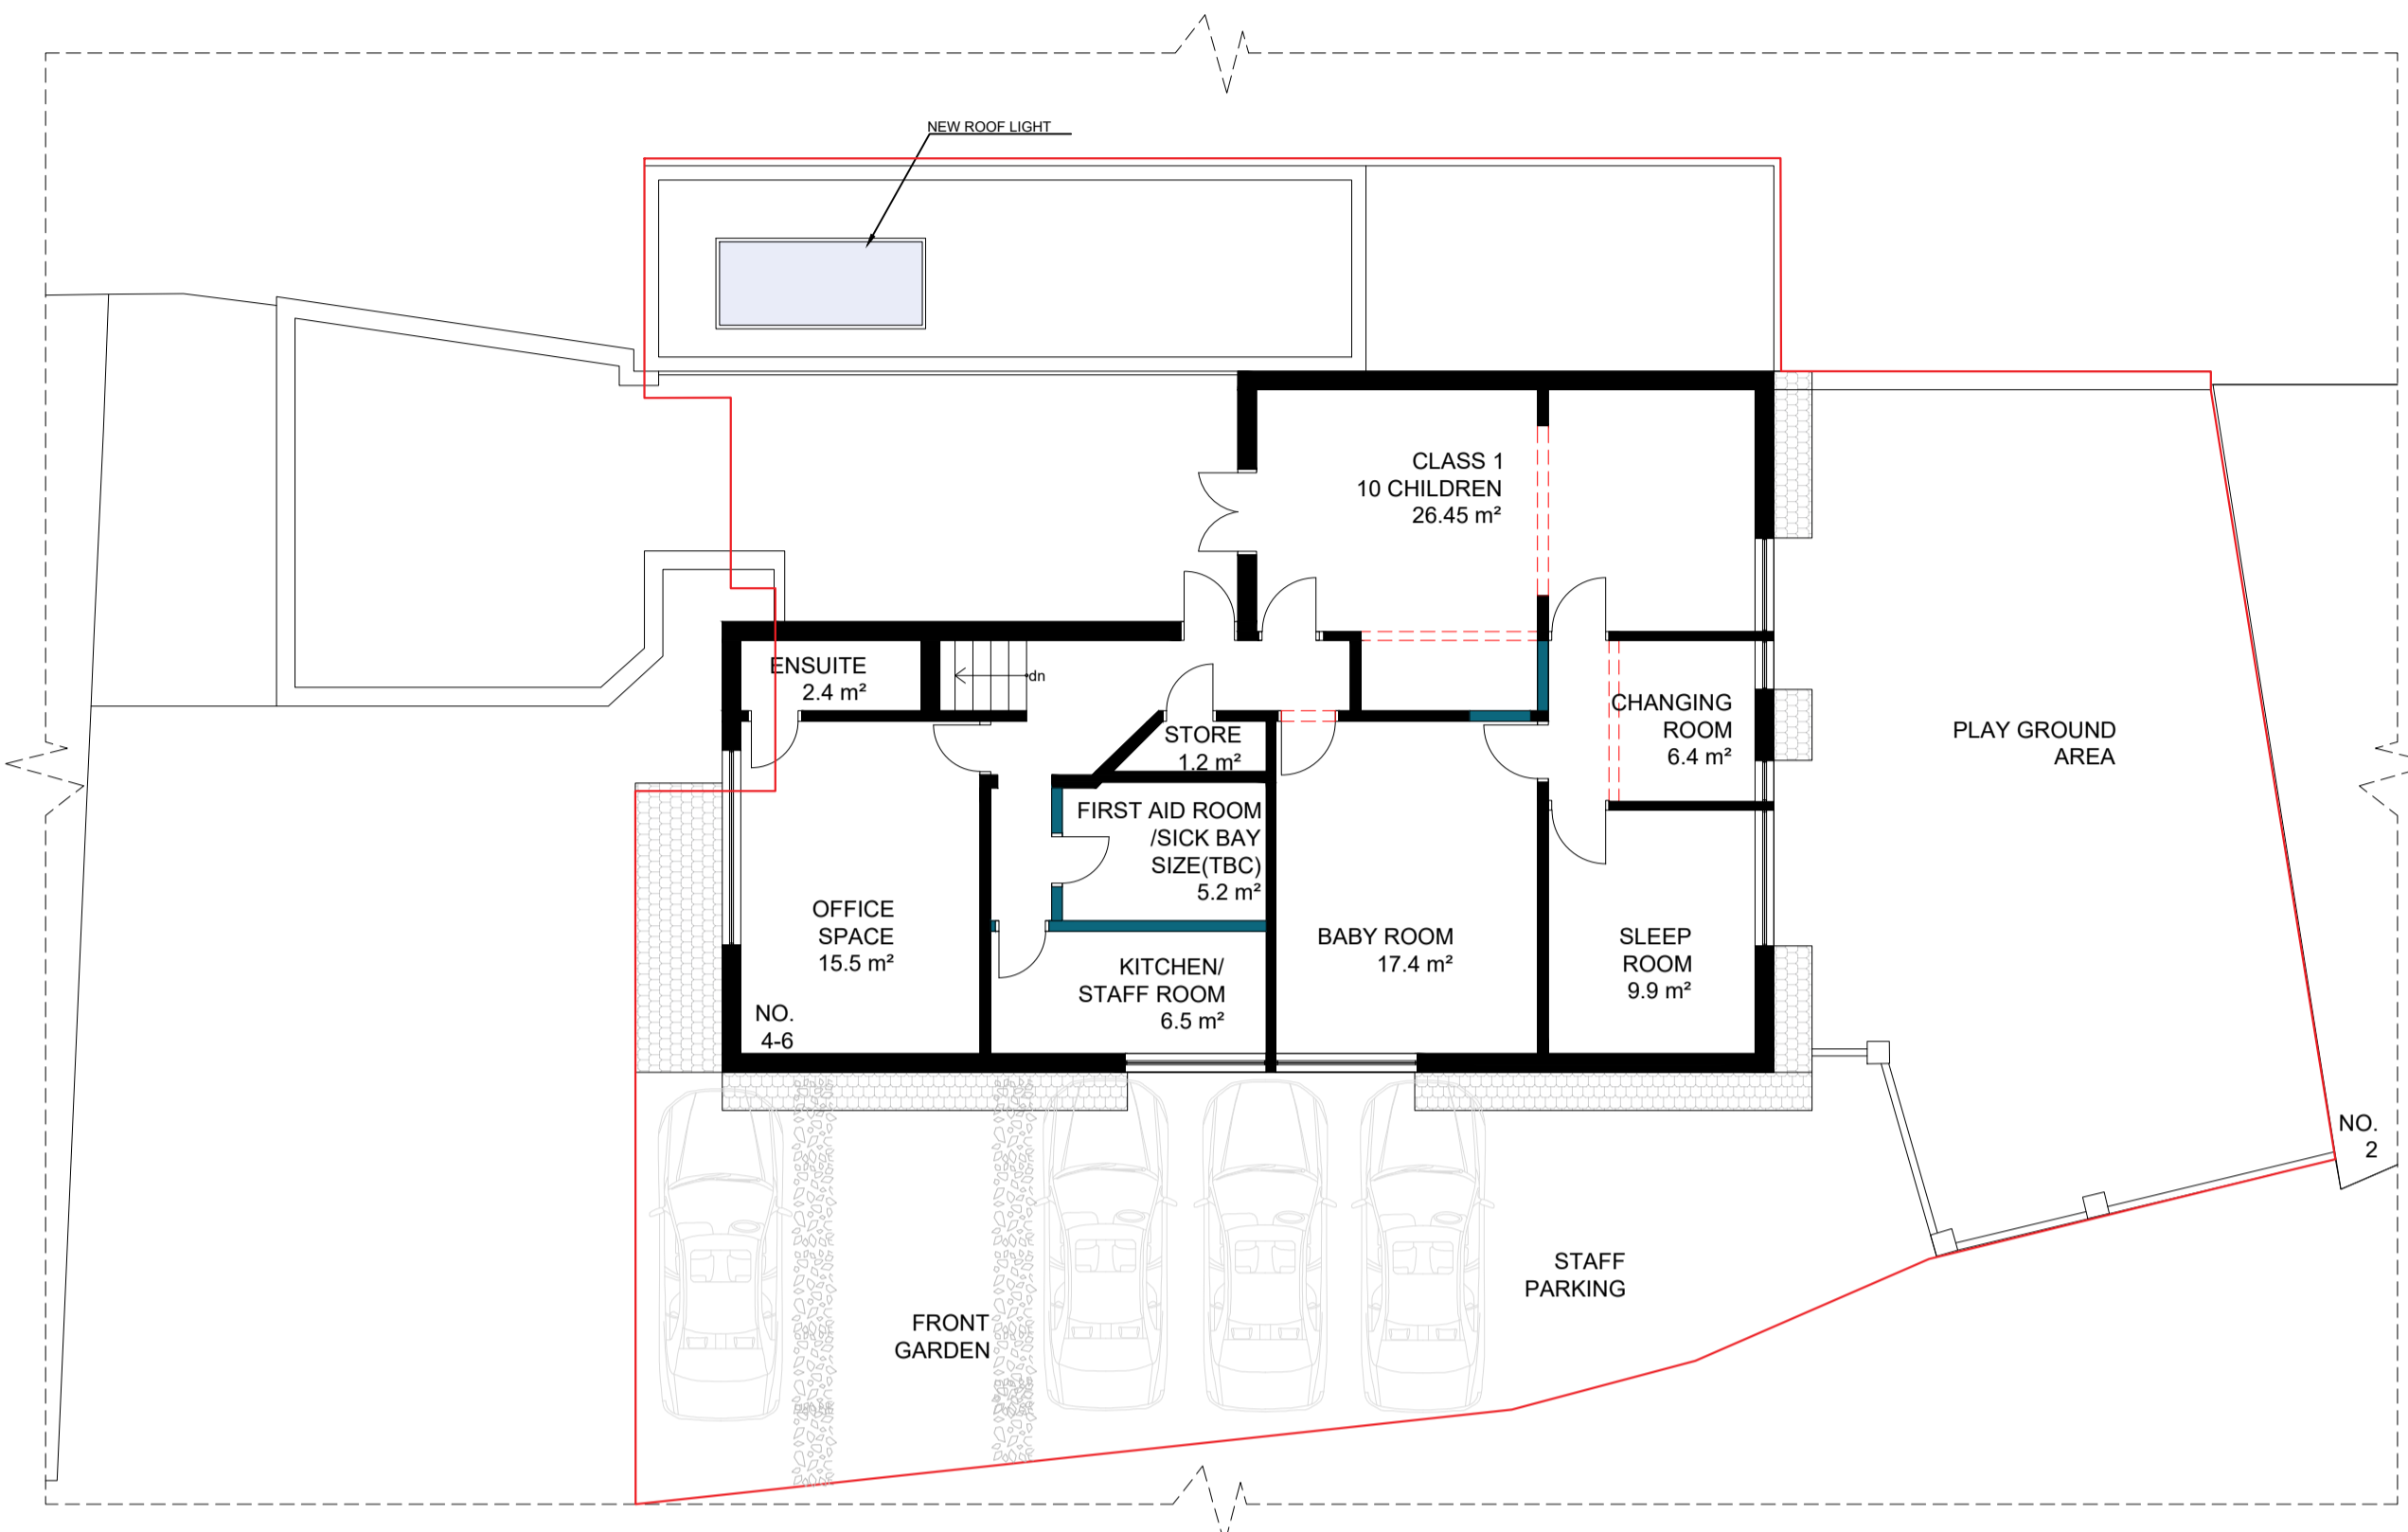 NEW ROOF LIGHT
CLASS 1
10 CHILDREN
26.45 m²
ENSUITE
2.4 m²
dn
STORE
1.2 m²
CHANGING
ROOM
6.4 m²
PLAY GROUND
AREA
FIRST AID ROOM
/SICK BAY
SIZE(TBC)
5.2 m²
OFFICE
SPACE
15.5 m²
BABY ROOM
17.4 m²
SLEEP
ROOM
9.9 m²
KITCHEN/
STAFF ROOM
6.5 m²
NO.
4-6
NO.
2
STAFF
PARKING
FRONT
GARDEN